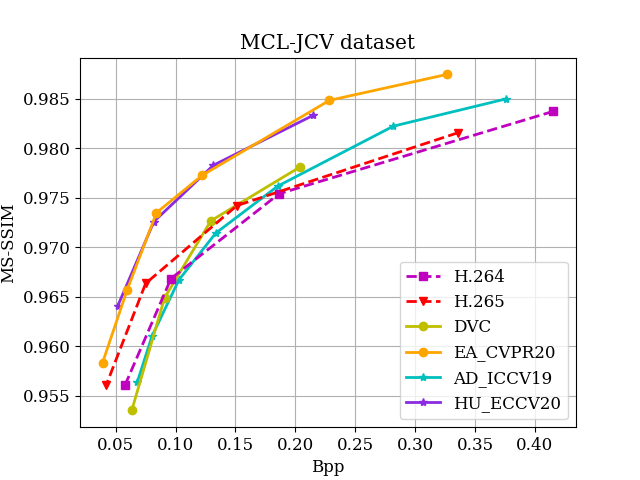 MCL-JCV dataset
MS-SSIM
0.985
0.980
0.975
0.970
0.965
0.960
0.955
H.264
H.265
DVC
EA_CVPR20
AD_ICCV19
HU_ECCV20
0.05 0.10 0.15 0.20 0.25 0.30 0.35 0.40
Bpp